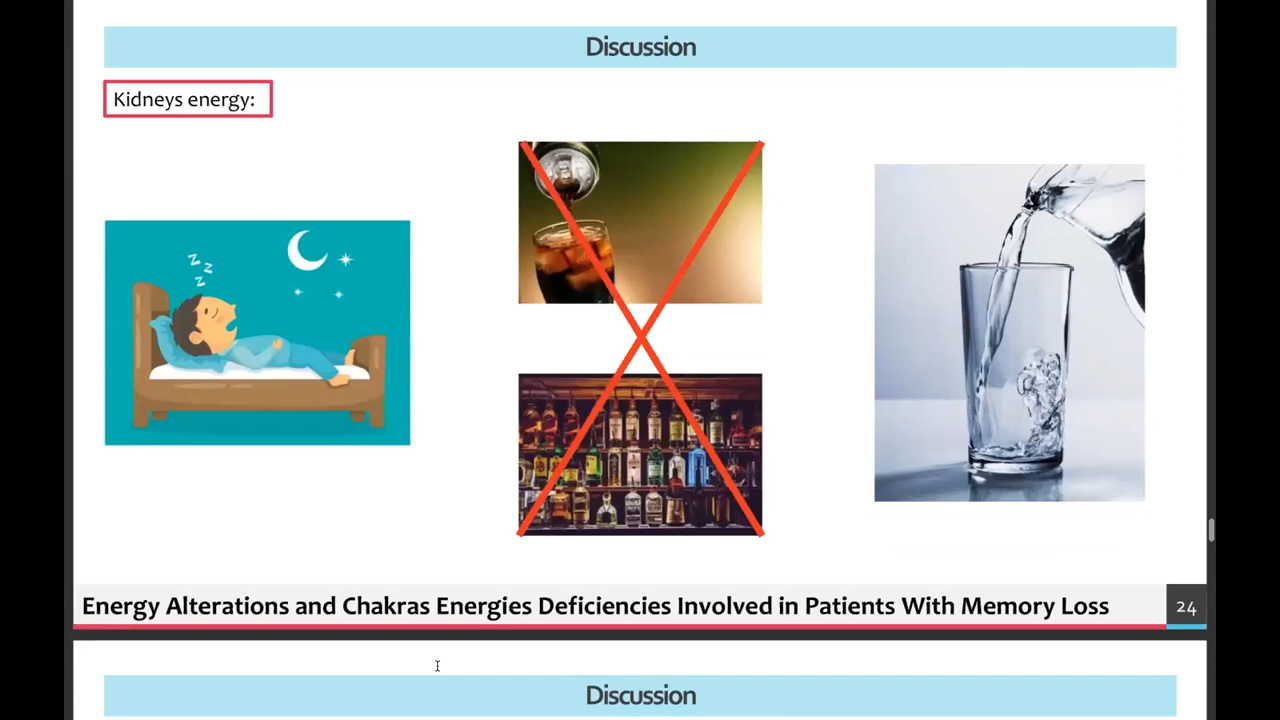 Discussion
Kidneys energy:
z
z
z
Energy Alterations and Chakras Energies Deficiencies Involved in Patients With Memory Loss
24
Discussion